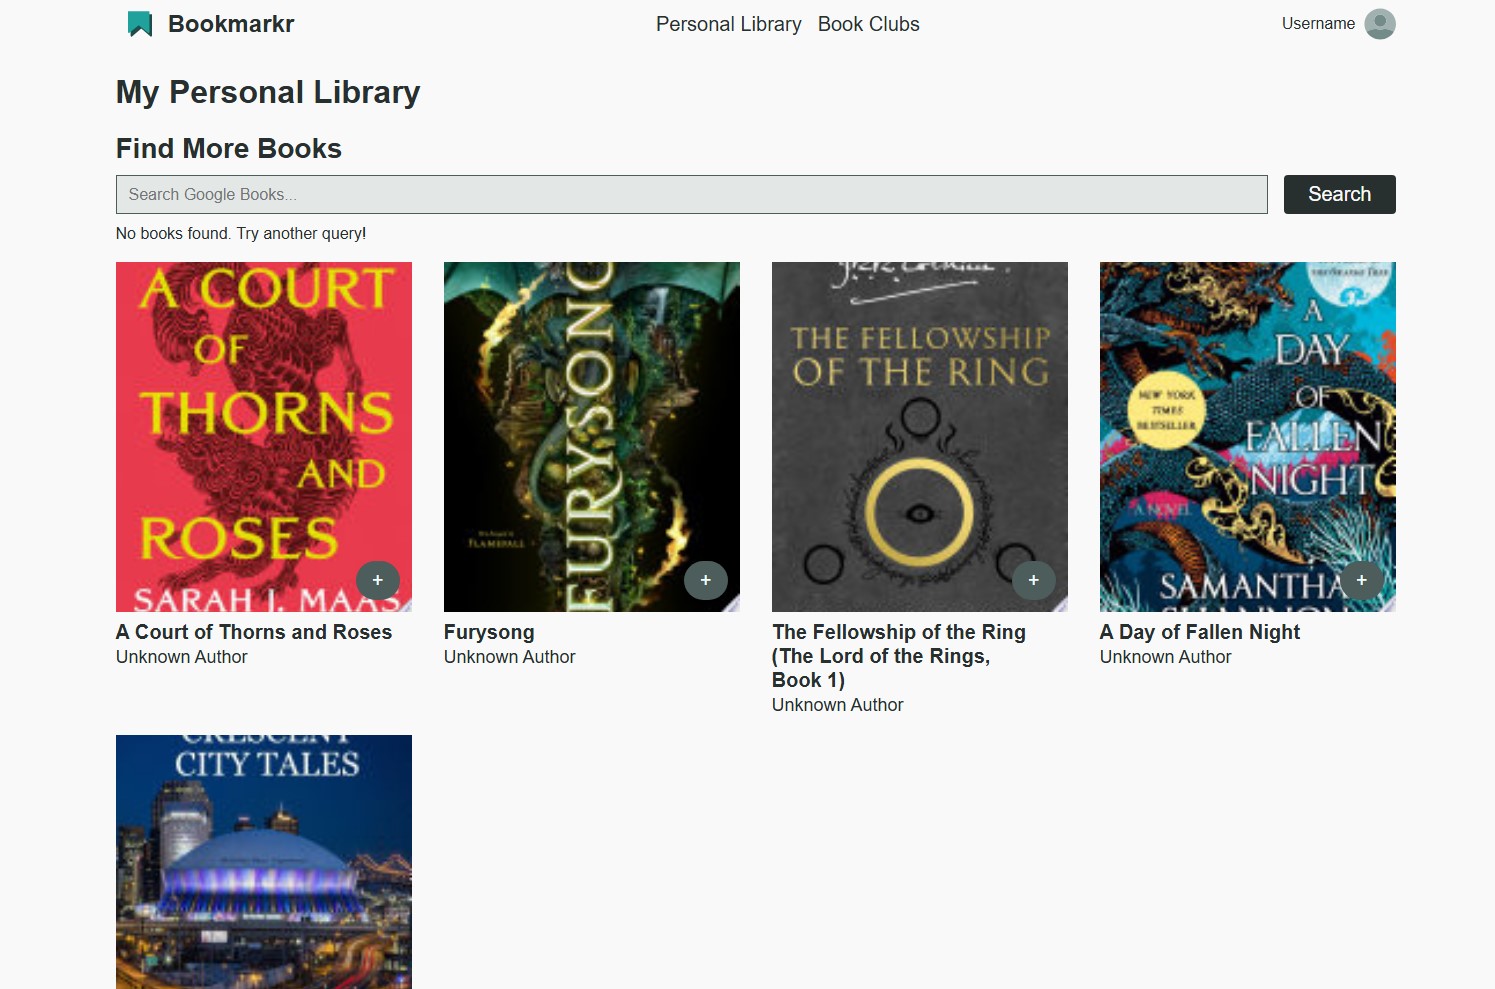 Bookmarkr
Personal Library Book Clubs
Username
My Personal Library
Find More Books
Search Google Books...
Search
No books found. Try another query!
A COURT
OF
THORNS
AND
ROSES
SARAH J. MAAS
+
A Court of Thorns and Roses
Unknown Author
FURYSONG
FLAMEFALL
+
Furysong
Unknown Author
THE FELLOWSHIP
OF THE RING
+
The Fellowship of the Ring
(The Lord of the Rings,
Book 1)
Unknown Author
A
DAY
OF
FALLEN
NIGHT
NEW YORK
TIMES
BESTSELLER
A NOVEL
SAMANTHA
SHANNON
+
A Day of Fallen Night
Unknown Author
CRESCENT
CITY TALES